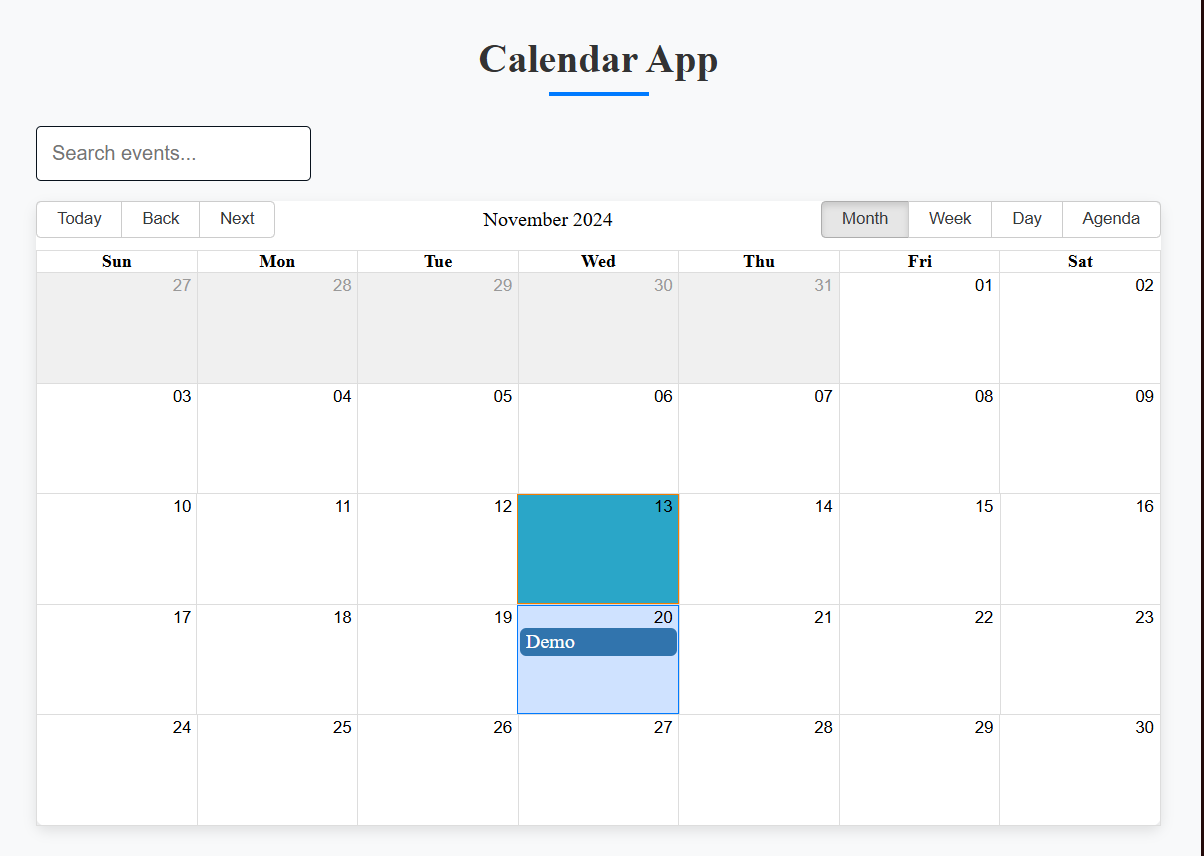 Calendar App
Search events...
Today Back Next November 2024 Month Week Day Agenda
Sun Mon Tue Wed Thu Fri Sat
27 28 29 30 31 01 02
03 04 05 06 07 08 09
10 11 12 13 14 15 16
17 18 19 20 21 22 23
Demo
24 25 26 27 28 29 30